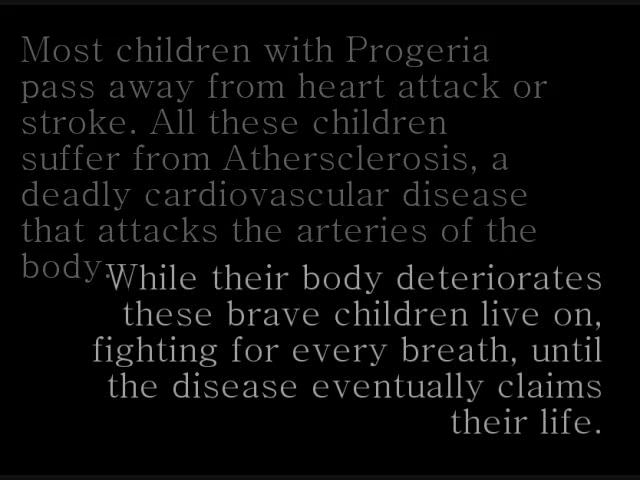 Most children with Progeria
pass away from heart attack or
stroke. All these children
suffer from Athersclerosis, a
deadly cardiovascular disease
that attacks the arteries of the
body.
While their body deteriorates
these brave children live on,
fighting for every breath, until
the disease eventually claims
their life.